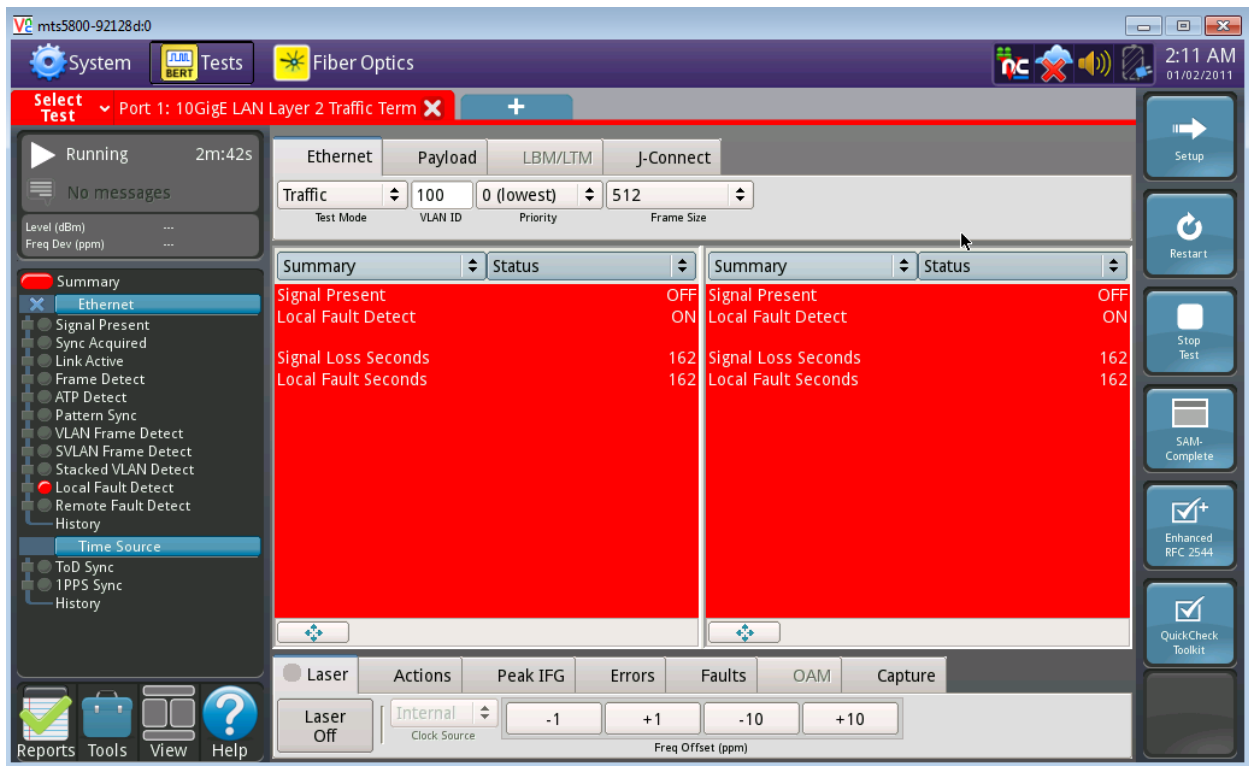 mts5800-92128d:0
System
BERT
Tests
Fiber Optics
nc
2:11 AM
01/02/2011
Select
Test
Port 1: 10GigE LAN Layer 2 Traffic Term
+
Running 2m:42s
No messages
Level (dBm) ---
Freq Dev (ppm) ---
Summary
Ethernet
Signal Present
Sync Acquired
Link Active
Frame Detect
ATP Detect
Pattern Sync
VLAN Frame Detect
SVLAN Frame Detect
Stacked VLAN Detect
Local Fault Detect
Remote Fault Detect
History
Time Source
ToD Sync
1PPS Sync
History
Reports Tools View Help
Ethernet Payload LBM/LTM J-Connect
Traffic 100 0 (lowest) 512
Test Mode VLAN ID Priority Frame Size
Summary Status
Signal Present OFF
Local Fault Detect ON
Signal Loss Seconds 162
Local Fault Seconds 162
Summary Status
Signal Present OFF
Local Fault Detect ON
Signal Loss Seconds 162
Local Fault Seconds 162
Laser Actions Peak IFG Errors Faults OAM Capture
Laser
Off
Internal
Clock Source
-1 +1 -10 +10
Freq Offset (ppm)
Setup
Restart
Stop
Test
SAM-
Complete
Enhanced
RFC 2544
QuickCheck
Toolkit